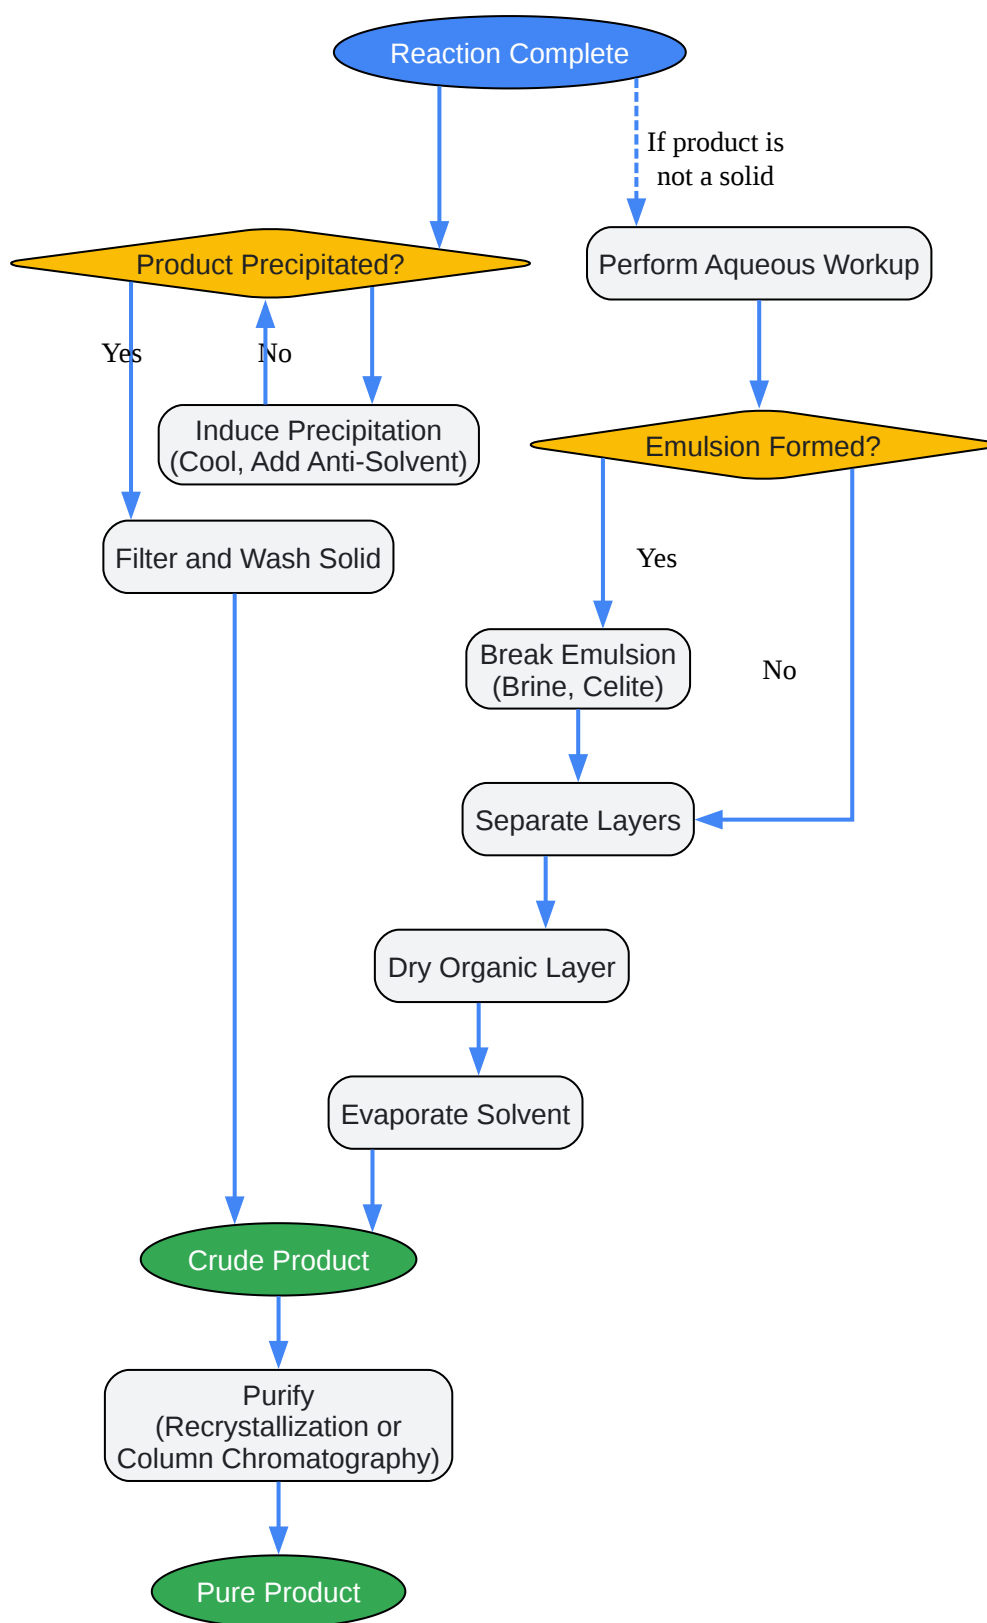 Reaction Complete
If product is
not a solid
Product Precipitated?
Perform Aqueous Workup
Yes
No
Induce Precipitation
(Cool, Add Anti-Solvent)
Emulsion Formed?
Filter and Wash Solid
Yes
Break Emulsion
(Brine, Celite)
No
Separate Layers
Dry Organic Layer
Evaporate Solvent
Crude Product
Purify
(Recrystallization or
Column Chromatography)
Pure Product